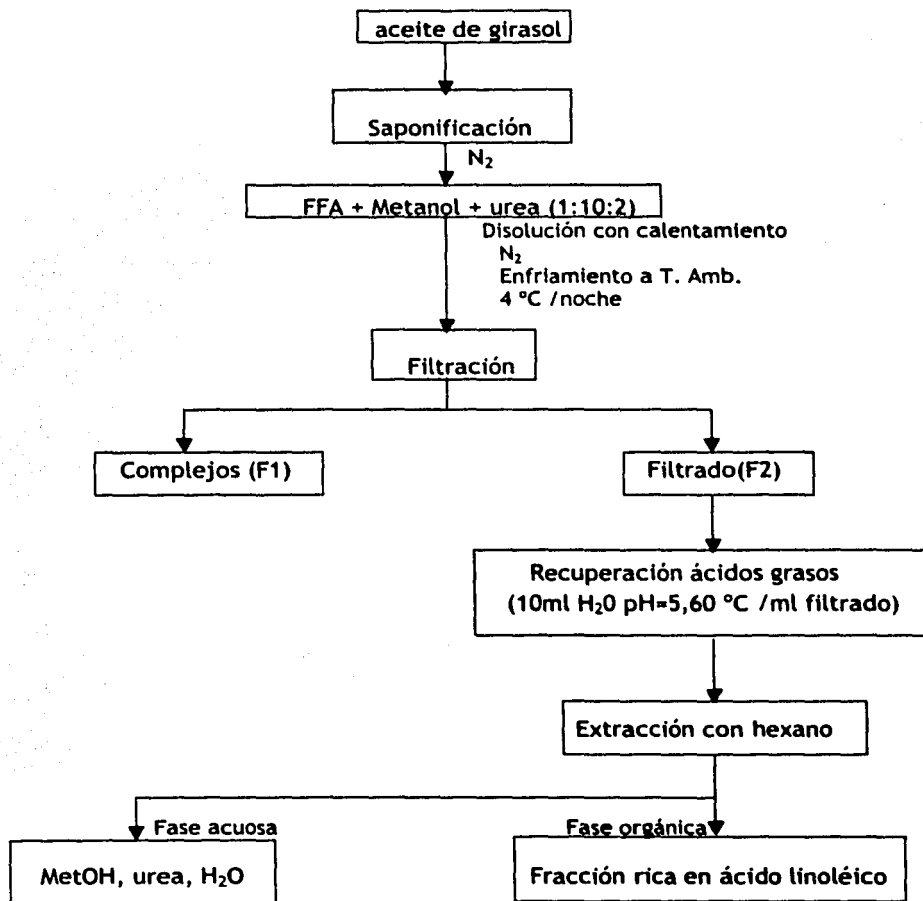 aceite de girasol
Saponificación
N₂
FFA + Metanol + urea (1:10:2)
Disolución con calentamiento
N₂
Enfriamiento a T. Amb.
4 ºC /noche
Filtración
Complejos (F1)
Filtrado(F2)
Recuperación ácidos grasos
(10ml H₂0 pH=5,60 ºC /ml filtrado)
Extracción con hexano
Fase acuosa
Fase orgánica
MetOH, urea, H₂O
Fracción rica en ácido linoléico